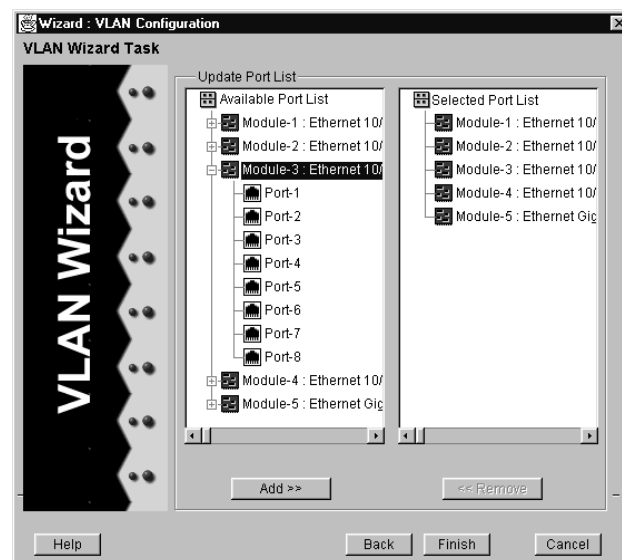 Wizard : VLAN Configuration
VLAN Wizard Task
VLAN Wizard
Update Port List
Available Port List
Module-1 : Ethernet 10/
Module-2 : Ethernet 10/
Module-3 : Ethernet 10/
Port-1
Port-2
Port-3
Port-4
Port-5
Port-6
Port-7
Port-8
Module-4 : Ethernet 10/
Module-5 : Ethernet Gig
Selected Port List
Module-1 : Ethernet 10/
Module-2 : Ethernet 10/
Module-3 : Ethernet 10/
Module-4 : Ethernet 10/
Module-5 : Ethernet Gig
Add >>
<< Remove
Help
Back
Finish
Cancel